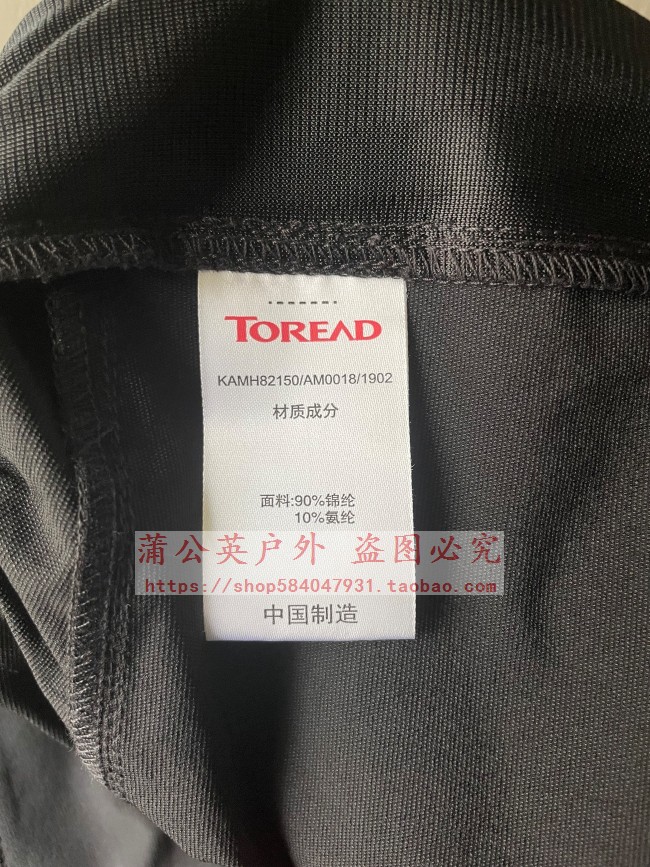 TOREAD
KAMH82150/AM0018/1902
材质成分
面料:90%锦纶
10%氨纶
蒲公英户外 盗图必究
https://shop584047931.taobao.com
中国制造